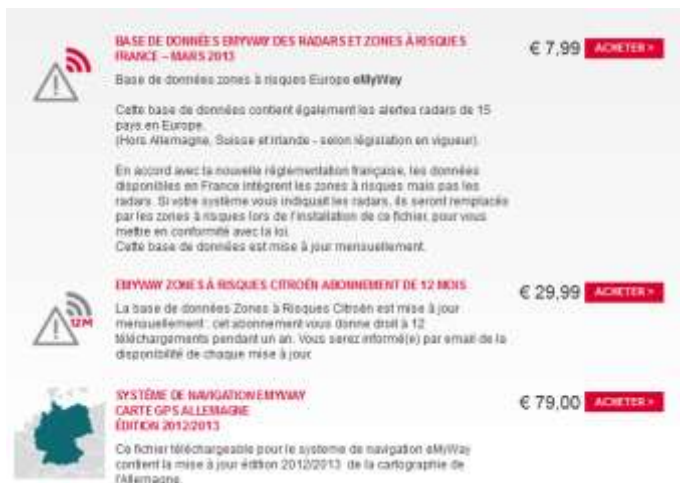 BASE DE DONNÉES EMYWAY DES RADARS ET ZONES À RISQUES
FRANCE – MARS 2013
€ 7,99 ACHETER >
Base de données zones à risques Europe eMyWay
Cette base de données contient également les alertes radars de 15
pays en Europe.
(Hors Allemagne, Suisse et Irlande - selon législation en vigueur).
En accord avec la nouvelle réglementation française, les données
disponibles en France intègrent les zones à risques mais pas les
radars. Si votre système vous indiquait les radars, ils seront remplacés
par les zones à risques lors de l'installation de ce fichier, pour vous
mettre en conformité avec la loi.
Cette base de données est mise à jour mensuellement.
EMYWAY ZONES À RISQUES CITROËN ABONNEMENT DE 12 MOIS
€ 29,99 ACHETER >
12M
La base de données Zones à Risques Citroën est mise à jour
mensuellement : cet abonnement vous donne droit à 12
téléchargements pendant un an. Vous serez informé(e) par email de la
disponibilité de chaque mise à jour.
SYSTÈME DE NAVIGATION EMYWAY
CARTE GPS ALLEMAGNE
ÉDITION 2012/2013
€ 79,00 ACHETER >
Ce fichier téléchargeable pour le systeme de navigation eMyWay
contient la mise à jour édition 2012/2013 de la cartographie de
l'Allemagne.